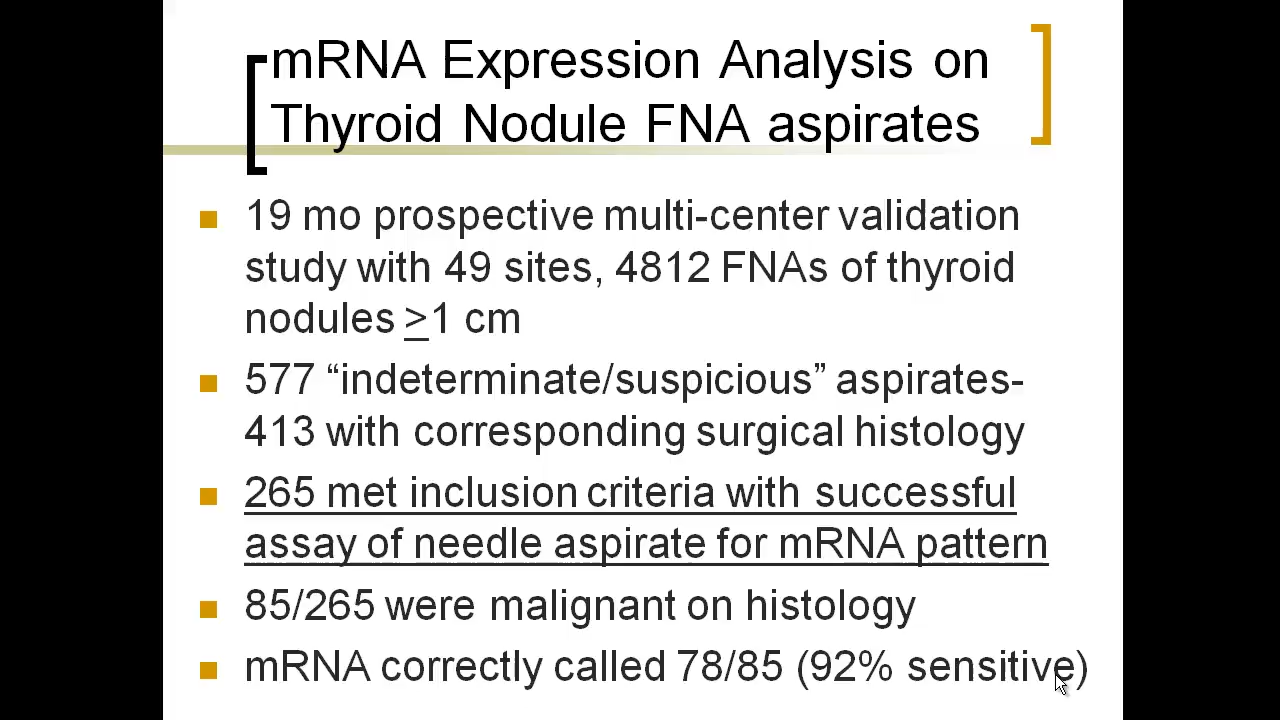 mRNA Expression Analysis on
Thyroid Nodule FNA aspirates
19 mo prospective multi-center validation
study with 49 sites, 4812 FNAs of thyroid
nodules >1 cm
577 “indeterminate/suspicious” aspirates-
413 with corresponding surgical histology
265 met inclusion criteria with successful
assay of needle aspirate for mRNA pattern
85/265 were malignant on histology
mRNA correctly called 78/85 (92% sensitive)